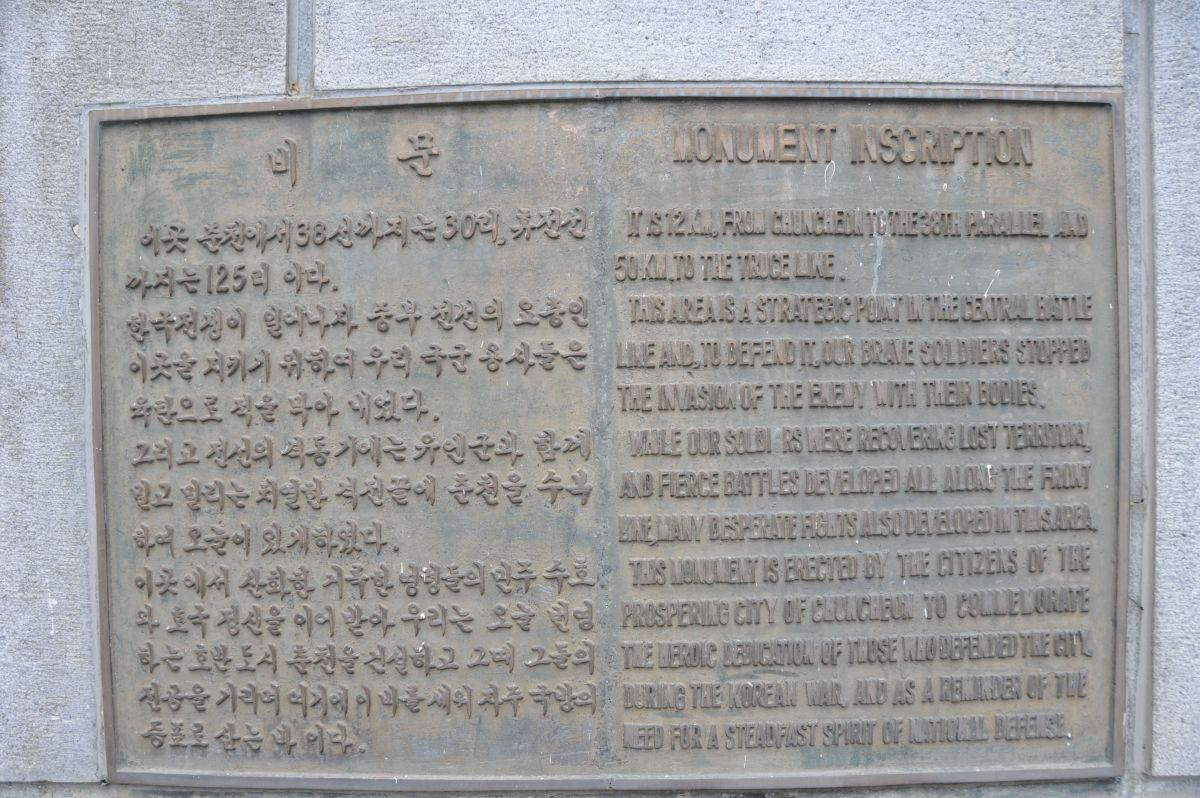 비 문
이곳 춘천에서 38선까지는 30리, 휴전선
까지는 125리 이다.
한국전쟁이 일어나자 중부 전선의 요충인
이곳을 지키기 위하여 우리 국군 용사들은
육탄으로 적을 막아 내었다.
그리고 전선의 격동기에는 유엔군과 함께
밀고 밀리는 치열한 격전끝에 춘천을 수복
하여 오늘이 있게하였다.
이곳에서 산화한 거룩한 영령들의 민주 수호
와 호국 정신을 이어 받아 우리는 오늘 번영
하는 호반도시 춘천을 건설하고 그때 그들의
전공을 기리며 여기에 이 비를 세워 자주 국방의
증표로 삼는 바 이다.
MONUMENT INSCRIPTION
IT IS 12 KM. FROM CHUNCHEON TO THE 38TH PARALLEL AND
50 KM. TO THE TRUCE LINE.
THIS AREA IS A STRATEGIC POINT IN THE CENTRAL BATTLE
LINE AND, TO DEFEND IT, OUR BRAVE SOLDIERS STOPPED
THE INVASION OF THE ENEMY WITH THEIR BODIES.
WHILE OUR SOLDI RS WERE RECOVERING LOST TERRITORY,
AND FIERCE BATTLES DEVELOPED ALL ALONG THE FRONT
LINE, MANY DESPERATE FIGHTS ALSO DEVELOPED IN THIS AREA.
THIS MONUMENT IS ERECTED BY THE CITIZENS OF THE
PROSPERING CITY OF CHUNCHEON TO COMMEMORATE
THE HEROIC DEDICATION OF THOSE WHO DEFENDED THE CITY,
DURING THE KOREAN WAR, AND AS A REMINDER OF THE
NEED FOR A STEADFAST SPIRIT OF NATIONAL DEFENSE.